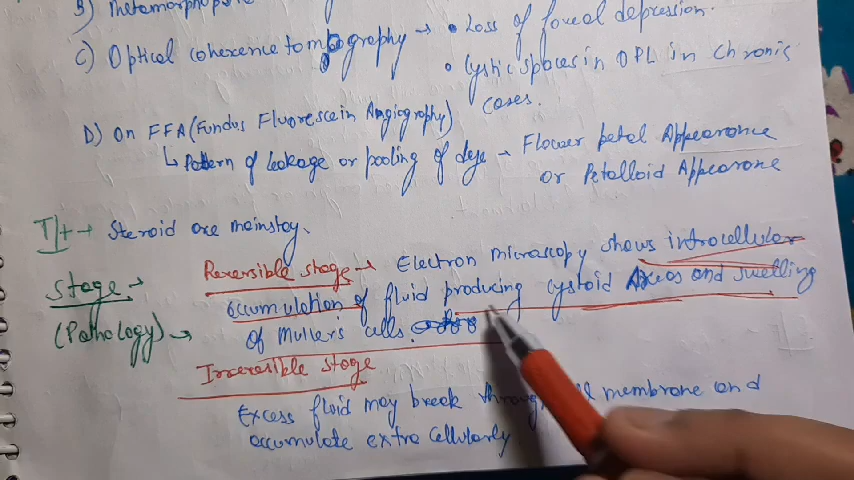 B) Metamorphop
C) Optical coherence tomography → • Loss of foveal depression.
• Cystic spaces in OPL in chronic cases.
D) On FFA (Fundus Fluorescein Angiography)
↳ Pattern of leakage or pooling of dye → Flower petal Appearance
or Petalloid Appearane
T/t → Steroid are mainstay.
Stage → Reversible stage → Electron microscopy shows intracellular
(Pathology) → accumulation of fluid producing cystoid Areas and swelling
of Muller's cells.
Irreversible stage
Excess fluid may break through cell membrane and
accumulate extracellularly